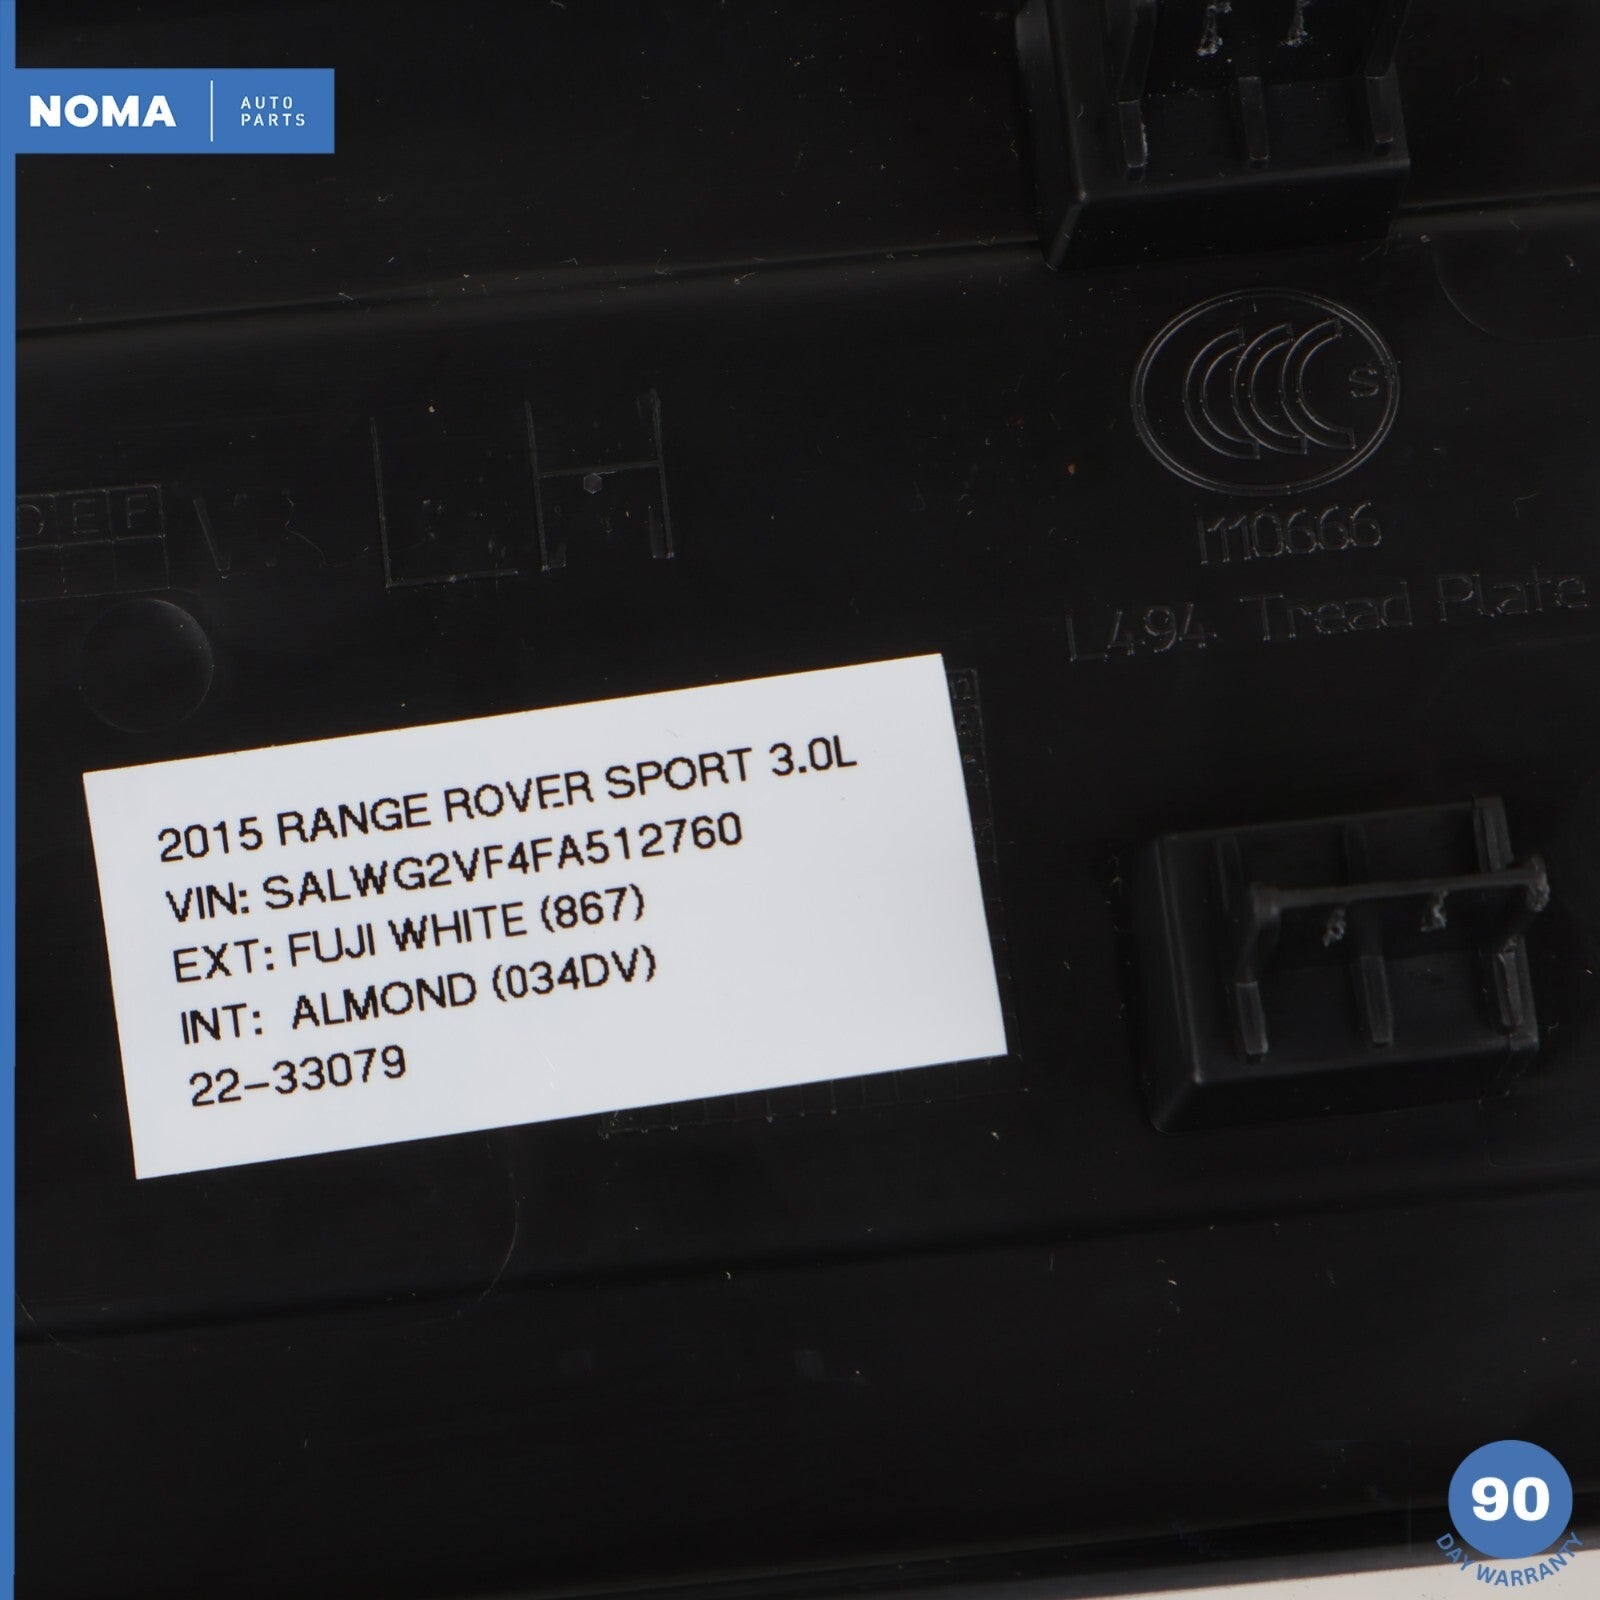 NOMA
AUTO
PARTS
S
LH
D E F
I110666
L494 Tread Plate
2015 RANGE ROVER SPORT 3.0L
VIN: SALWG2VF4FA512760
EXT: FUJI WHITE (867)
INT: ALMOND (034DV)
22-33079
90
DAY WARRANTY